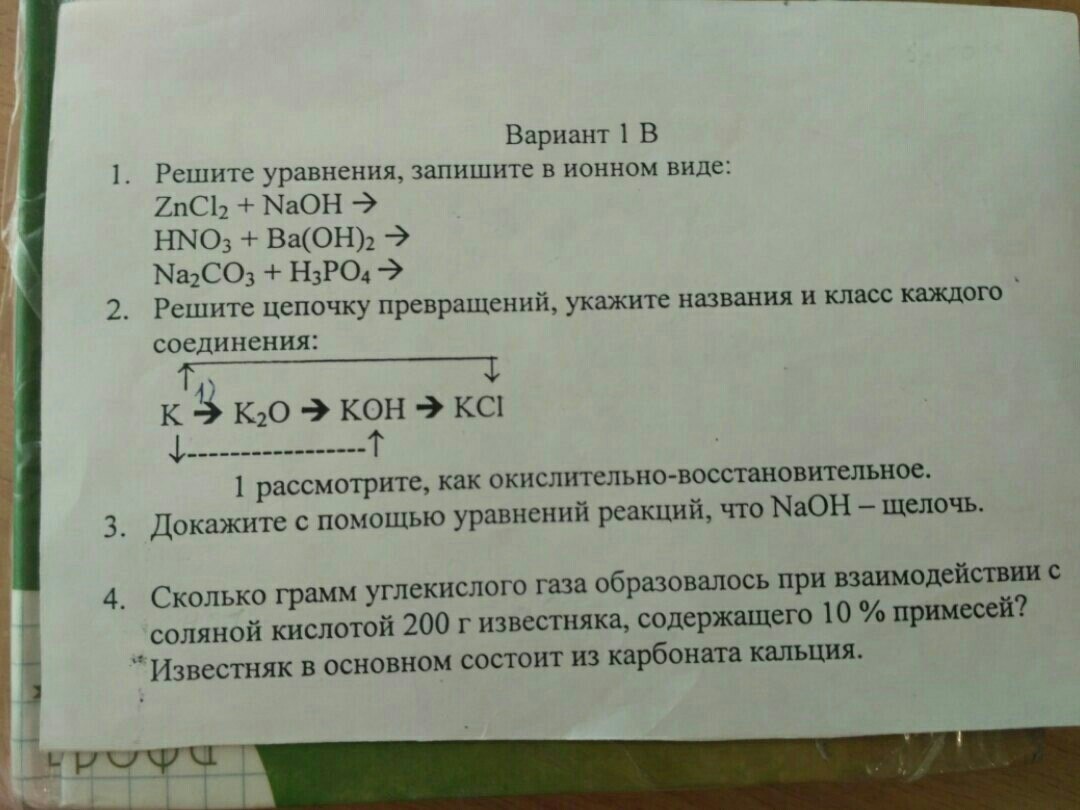 Вариант 1 В
1. Решите уравнения, запишите в ионном виде:
ZnCl₂ + NaOH →
HNO₃ + Ba(OH)₂ →
Na₂CO₃ + H₃PO₄ →
2. Решите цепочку превращений, укажите названия и класс каждого
соединения:
↑ ↓
1)
K → K₂O → KOH → KCl
↓-----------------↑
1 рассмотрите, как окислительно-восстановительное.
3. Докажите с помощью уравнений реакций, что NaOH – щелочь.
4. Сколько грамм углекислого газа образовалось при взаимодействии с
соляной кислотой 200 г известняка, содержащего 10 % примесей?
Известняк в основном состоит из карбоната кальция.